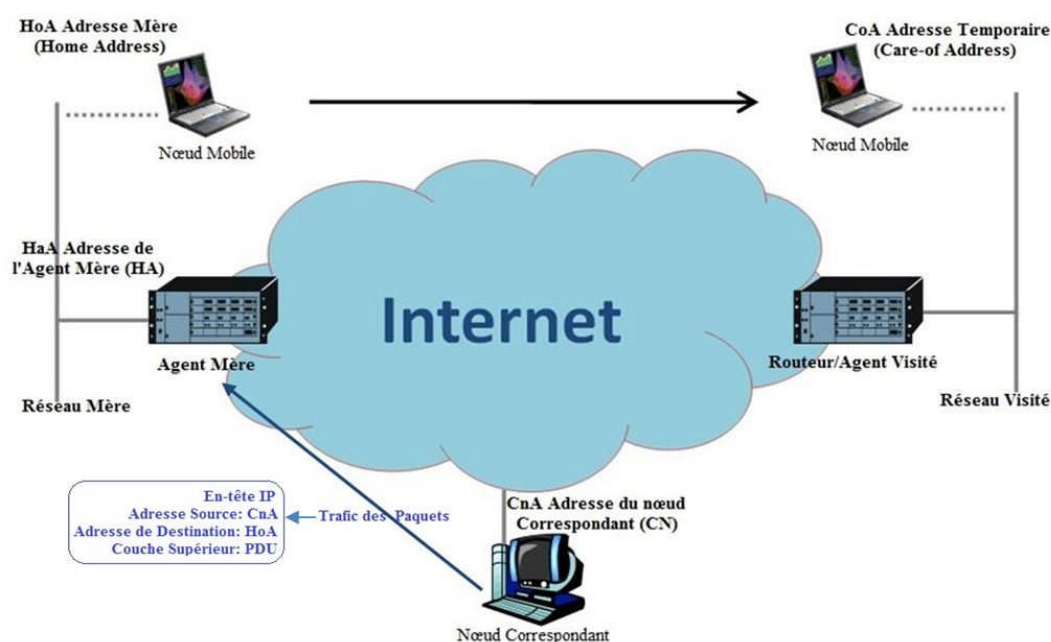 HoA Adresse Mère
(Home Address)
CoA Adresse Temporaire
(Care-of Address)
Nœud Mobile
Nœud Mobile
HaA Adresse de
l'Agent Mère (HA)
Internet
Agent Mère
Routeur/Agent Visité
Réseau Mère
Réseau Visité
En-tête IP
Adresse Source: CnA
Adresse de Destination: HoA
Couche Supérieur: PDU
Trafic des Paquets
CnA Adresse du nœud
Correspondant (CN)
Nœud Correspondant